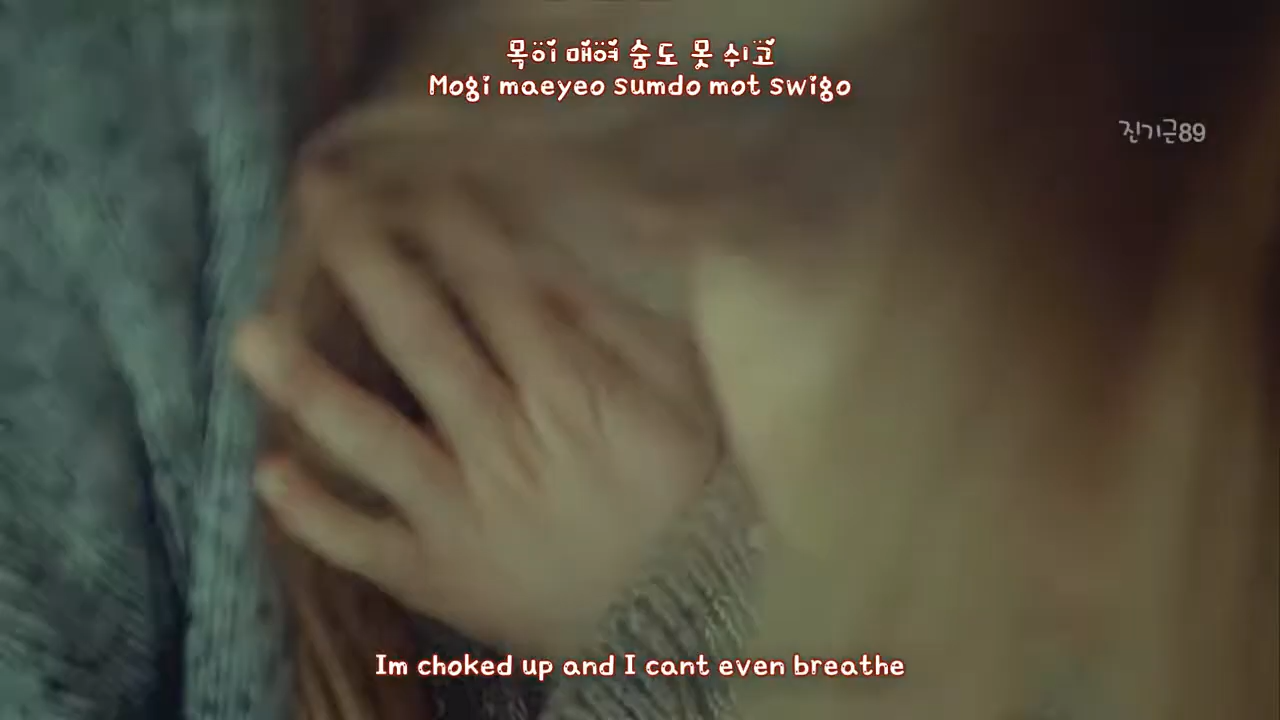 목이 매여 숨도 못 쉬고
Mogi maeyeo sumdo mot swigo
진기근89
Im choked up and I cant even breathe